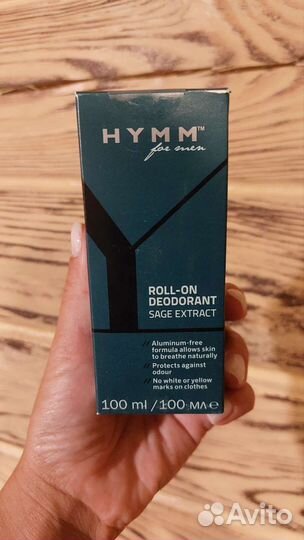 HYMM™
for men
ROLL-ON
DEODORANT
SAGE EXTRACT
// Aluminum-free
formula allows skin
to breathe naturally
// Protects against
odour
// No white or yellow
marks on clothes
100 ml / 100 мл ℮
Avito